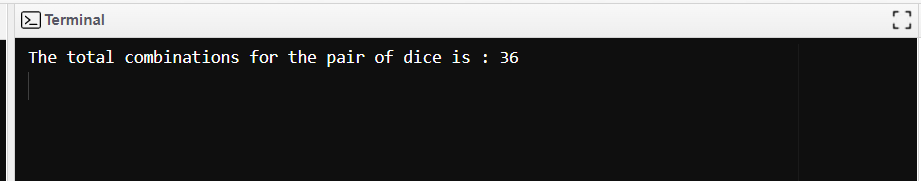 Terminal
The total combinations for the pair of dice is : 36